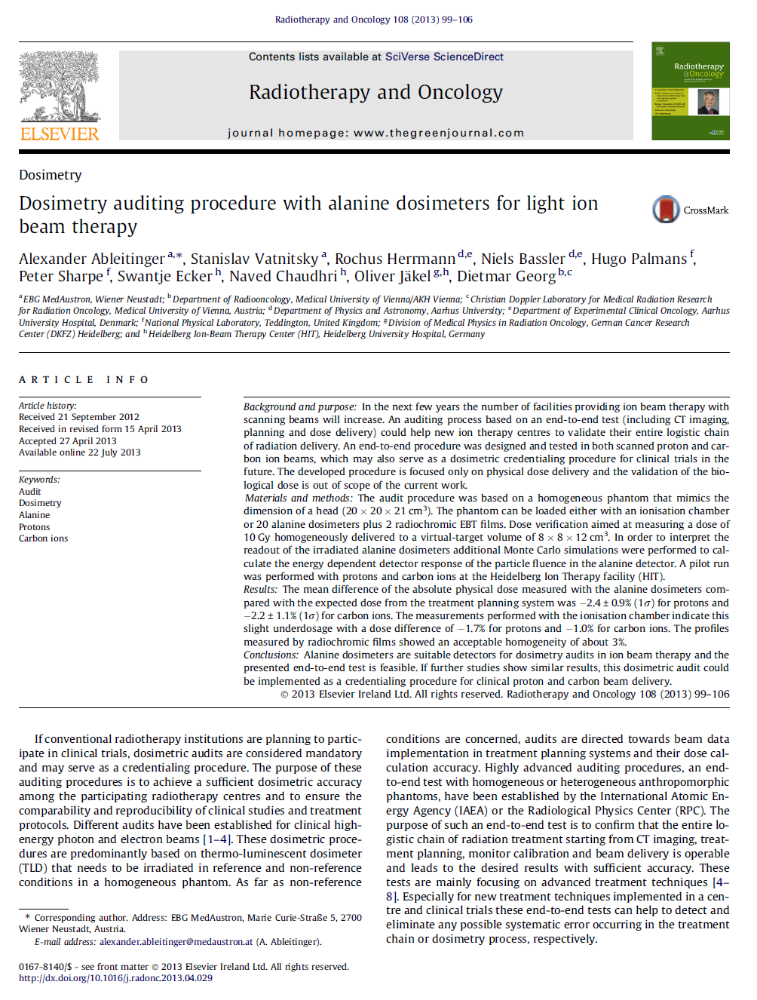 Radiotherapy and Oncology 108 (2013) 99–106
Contents lists available at SciVerse ScienceDirect
Radiotherapy and Oncology
journal homepage: www.thegreenjournal.com
ELSEVIER
Radiotherapy
&Oncology
Dosimetry
Dosimetry auditing procedure with alanine dosimeters for light ion
beam therapy
CrossMark
Alexander Ableitinger a,*, Stanislav Vatnitsky a, Rochus Herrmann d,e, Niels Bassler d,e, Hugo Palmans f,
Peter Sharpe f, Swantje Ecker h, Naved Chaudhri h, Oliver Jäkel g,h, Dietmar Georg b,c
a EBG MedAustron, Wiener Neustadt; b Department of Radiooncology, Medical University of Vienna/AKH Vienna; c Christian Doppler Laboratory for Medical Radiation Research
for Radiation Oncology, Medical University of Vienna, Austria; d Department of Physics and Astronomy, Aarhus University; e Department of Experimental Clinical Oncology, Aarhus
University Hospital, Denmark; f National Physical Laboratory, Teddington, United Kingdom; g Division of Medical Physics in Radiation Oncology, German Cancer Research
Center (DKFZ) Heidelberg; and h Heidelberg Ion-Beam Therapy Center (HIT), Heidelberg University Hospital, Germany
ARTICLE INFO
Article history:
Received 21 September 2012
Received in revised form 15 April 2013
Accepted 27 April 2013
Available online 22 July 2013
Keywords:
Audit
Dosimetry
Alanine
Protons
Carbon ions
Background and purpose: In the next few years the number of facilities providing ion beam therapy with
scanning beams will increase. An auditing process based on an end-to-end test (including CT imaging,
planning and dose delivery) could help new ion therapy centres to validate their entire logistic chain
of radiation delivery. An end-to-end procedure was designed and tested in both scanned proton and car-
bon ion beams, which may also serve as a dosimetric credentialing procedure for clinical trials in the
future. The developed procedure is focused only on physical dose delivery and the validation of the bio-
logical dose is out of scope of the current work.
Materials and methods: The audit procedure was based on a homogeneous phantom that mimics the
dimension of a head (20 × 20 × 21 cm³). The phantom can be loaded either with an ionisation chamber
or 20 alanine dosimeters plus 2 radiochromic EBT films. Dose verification aimed at measuring a dose of
10 Gy homogeneously delivered to a virtual-target volume of 8 × 8 × 12 cm³. In order to interpret the
readout of the irradiated alanine dosimeters additional Monte Carlo simulations were performed to cal-
culate the energy dependent detector response of the particle fluence in the alanine detector. A pilot run
was performed with protons and carbon ions at the Heidelberg Ion Therapy facility (HIT).
Results: The mean difference of the absolute physical dose measured with the alanine dosimeters com-
pared with the expected dose from the treatment planning system was −2.4 ± 0.9% (1σ) for protons and
−2.2 ± 1.1% (1σ) for carbon ions. The measurements performed with the ionisation chamber indicate this
slight underdosage with a dose difference of −1.7% for protons and −1.0% for carbon ions. The profiles
measured by radiochromic films showed an acceptable homogeneity of about 3%.
Conclusions: Alanine dosimeters are suitable detectors for dosimetry audits in ion beam therapy and the
presented end-to-end test is feasible. If further studies show similar results, this dosimetric audit could
be implemented as a credentialing procedure for clinical proton and carbon beam delivery.
© 2013 Elsevier Ireland Ltd. All rights reserved. Radiotherapy and Oncology 108 (2013) 99–106
If conventional radiotherapy institutions are planning to partic-
ipate in clinical trials, dosimetric audits are considered mandatory
and may serve as a credentialing procedure. The purpose of these
auditing procedures is to achieve a sufficient dosimetric accuracy
among the participating radiotherapy centres and to ensure the
comparability and reproducibility of clinical studies and treatment
protocols. Different audits have been established for clinical high-
energy photon and electron beams [1–4]. These dosimetric proce-
dures are predominantly based on thermo-luminescent dosimeter
(TLD) that needs to be irradiated in reference and non-reference
conditions in a homogeneous phantom. As far as non-reference
conditions are concerned, audits are directed towards beam data
implementation in treatment planning systems and their dose cal-
culation accuracy. Highly advanced auditing procedures, an end-
to-end test with homogeneous or heterogeneous anthropomorphic
phantoms, have been established by the International Atomic En-
ergy Agency (IAEA) or the Radiological Physics Center (RPC). The
purpose of such an end-to-end test is to confirm that the entire lo-
gistic chain of radiation treatment starting from CT imaging, treat-
ment planning, monitor calibration and beam delivery is operable
and leads to the desired results with sufficient accuracy. These
tests are mainly focusing on advanced treatment techniques [4–
8]. Especially for new treatment techniques implemented in a cen-
tre and clinical trials these end-to-end tests can help to detect and
eliminate any possible systematic error occurring in the treatment
chain or dosimetry process, respectively.
* Corresponding author. Address: EBG MedAustron, Marie Curie-Straße 5, 2700
Wiener Neustadt, Austria.
E-mail address: alexander.ableitinger@medaustron.at (A. Ableitinger).
0167-8140/$ - see front matter © 2013 Elsevier Ireland Ltd. All rights reserved.
http://dx.doi.org/10.1016/j.radonc.2013.04.029